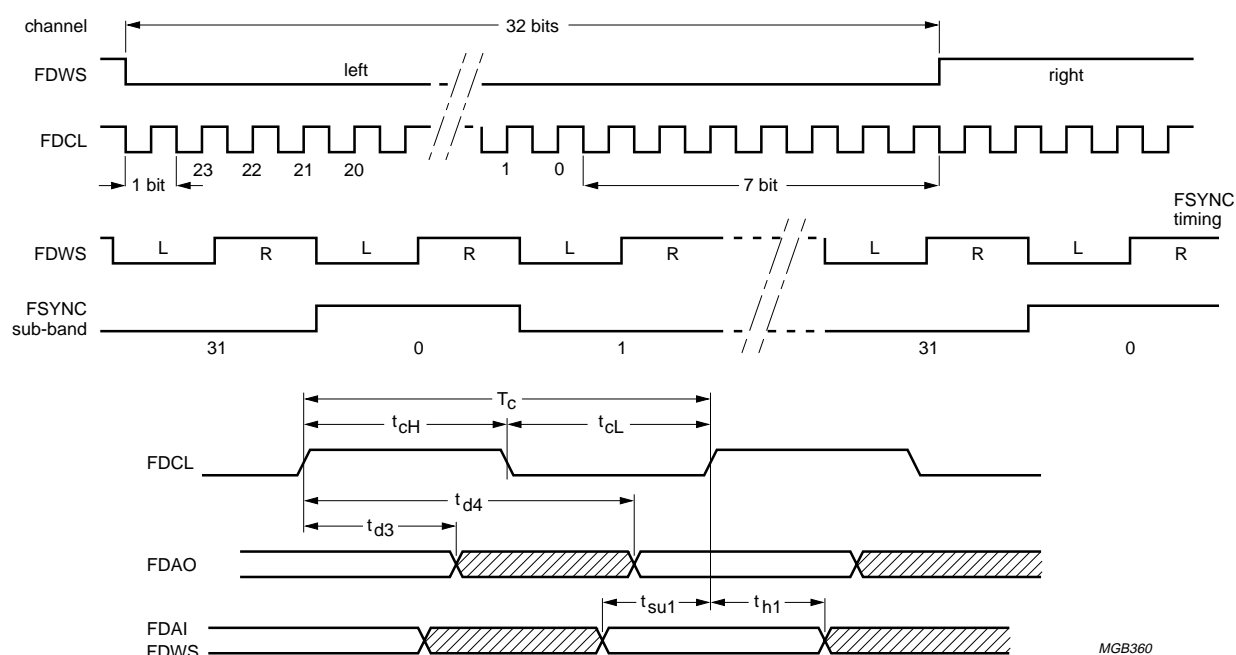 channel
32 bits
FDWS
left
right
FDCL
23 22 21 20 1 0
1 bit
7 bit
FSYNC
timing
FDWS
L R L R L R L R L R
FSYNC
sub-band
31 0 1 31 0
Tc
tcH tcL
FDCL
td4
td3
FDAO
tsu1 th1
FDAI
FDWS
MGB360